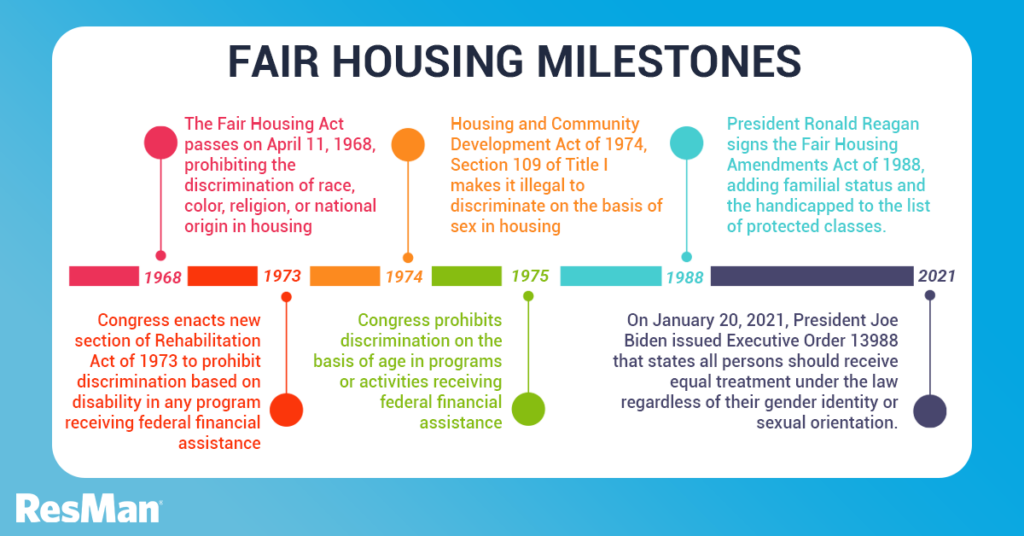 FAIR HOUSING MILESTONES
The Fair Housing Act
passes on April 11, 1968,
prohibiting the
discrimination of race,
color, religion, or national
origin in housing
Housing and Community
Development Act of 1974,
Section 109 of Title I
makes it illegal to
discriminate on the basis of
sex in housing
President Ronald Reagan
signs the Fair Housing
Amendments Act of 1988,
adding familial status and
the handicapped to the list
of protected classes.
1968
1973
1974
1975
1988
2021
Congress enacts new
section of Rehabilitation
Act of 1973 to prohibit
discrimination based on
disability in any program
receiving federal financial
assistance
Congress prohibits
discrimination on the
basis of age in programs
or activities receiving
federal financial
assistance
On January 20, 2021, President Joe
Biden issued Executive Order 13988
that states all persons should receive
equal treatment under the law
regardless of their gender identity or
sexual orientation.
ResMan